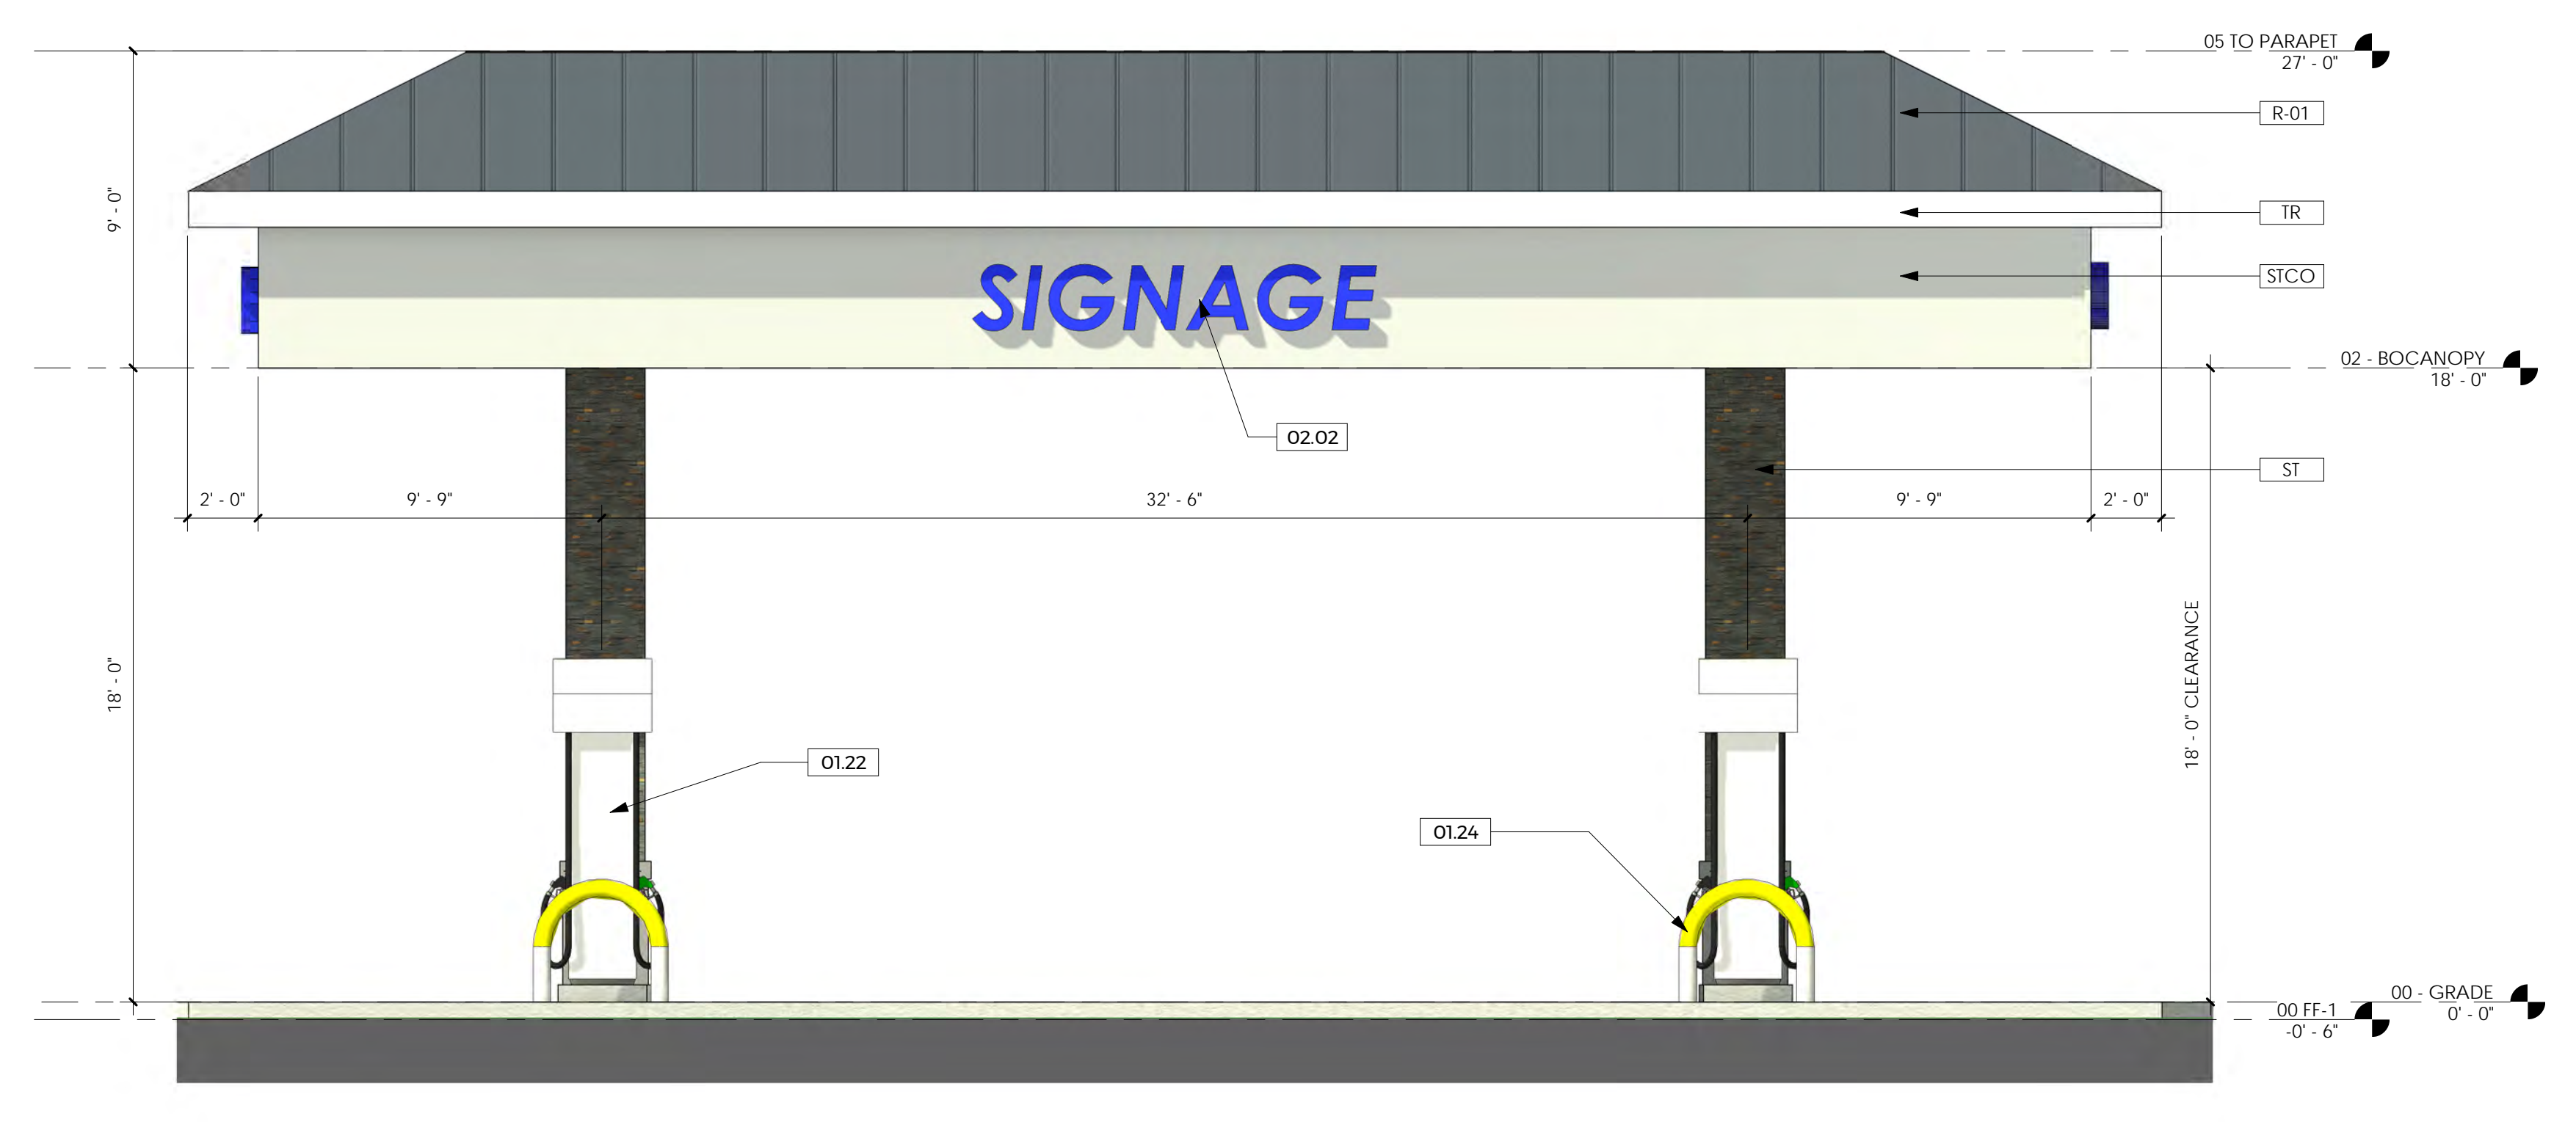 05 TO PARAPET
27' - 0"
R-01
TR
STCO
SIGNAGE
9' - 0"
02 - BOCANOPY
18' - 0"
02.02
ST
2' - 0"
9' - 9"
32' - 6"
9' - 9"
2' - 0"
18' - 0"
18' - 0" CLEARANCE
01.22
01.24
00 - GRADE
0' - 0"
00 FF-1
-0' - 6"